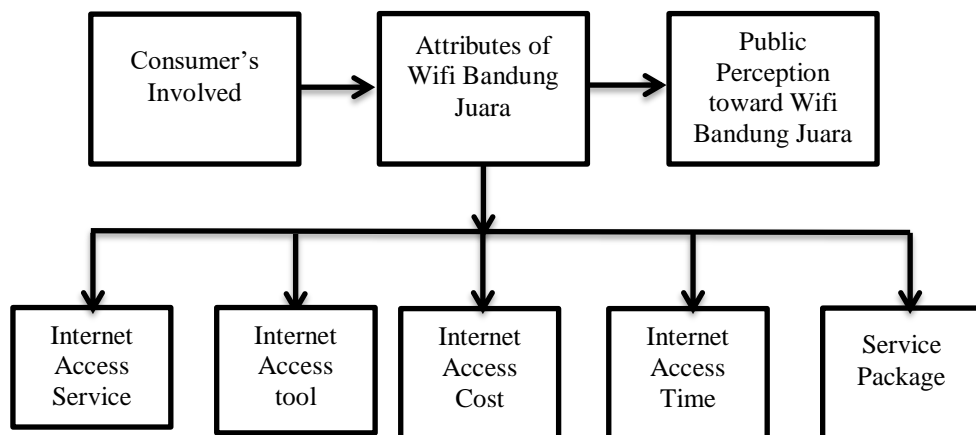 Consumer's
Involved
Attributes of
Wifi Bandung
Juara
Public
Perception
toward Wifi
Bandung Juara
Internet
Access
Service
Internet
Access
tool
Internet
Access
Cost
Internet
Access
Time
Service
Package